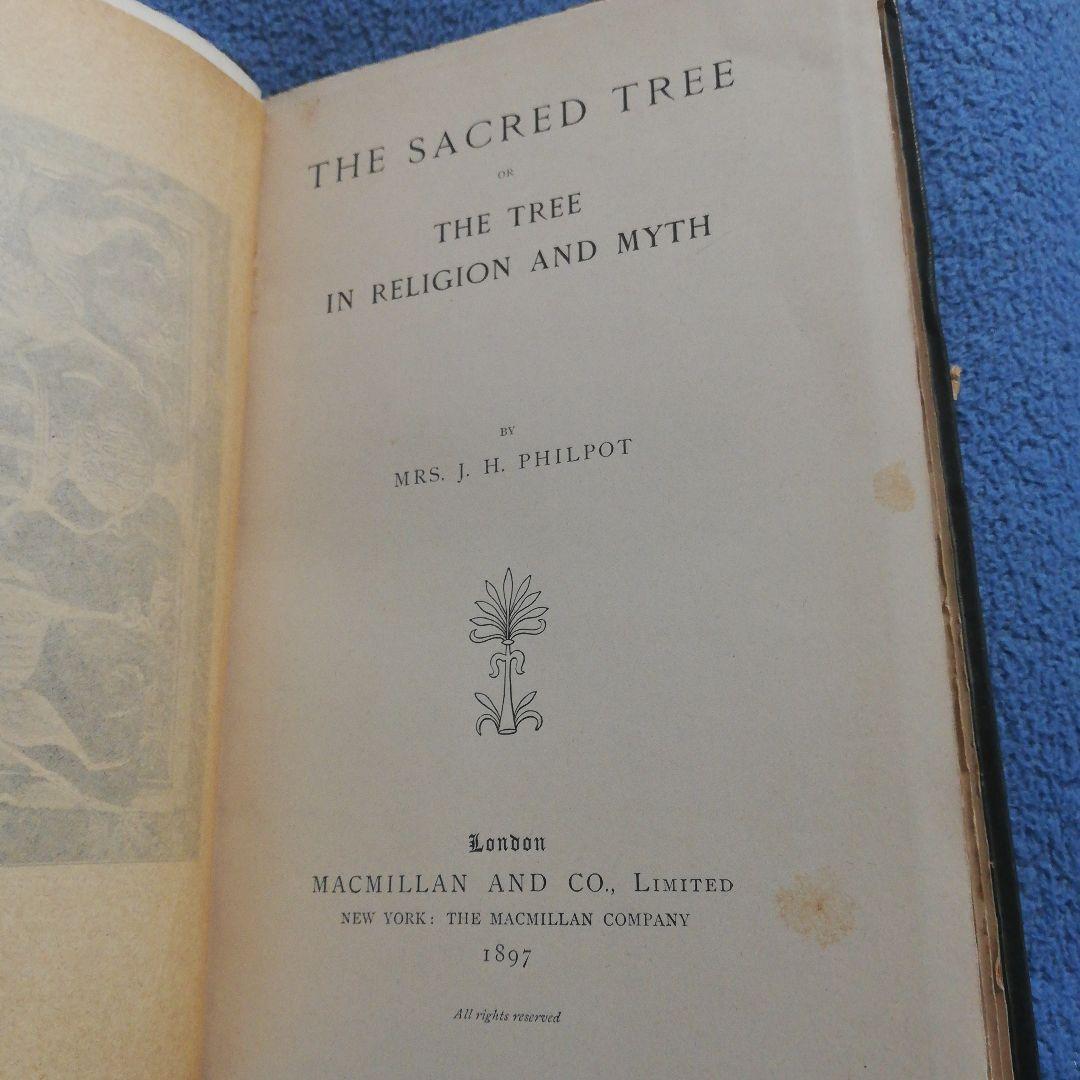 THE SACRED TREE
OR
THE TREE
IN RELIGION AND MYTH
BY
MRS. J. H. PHILPOT
London
MACMILLAN AND CO., LIMITED
NEW YORK: THE MACMILLAN COMPANY
1897
All rights reserved